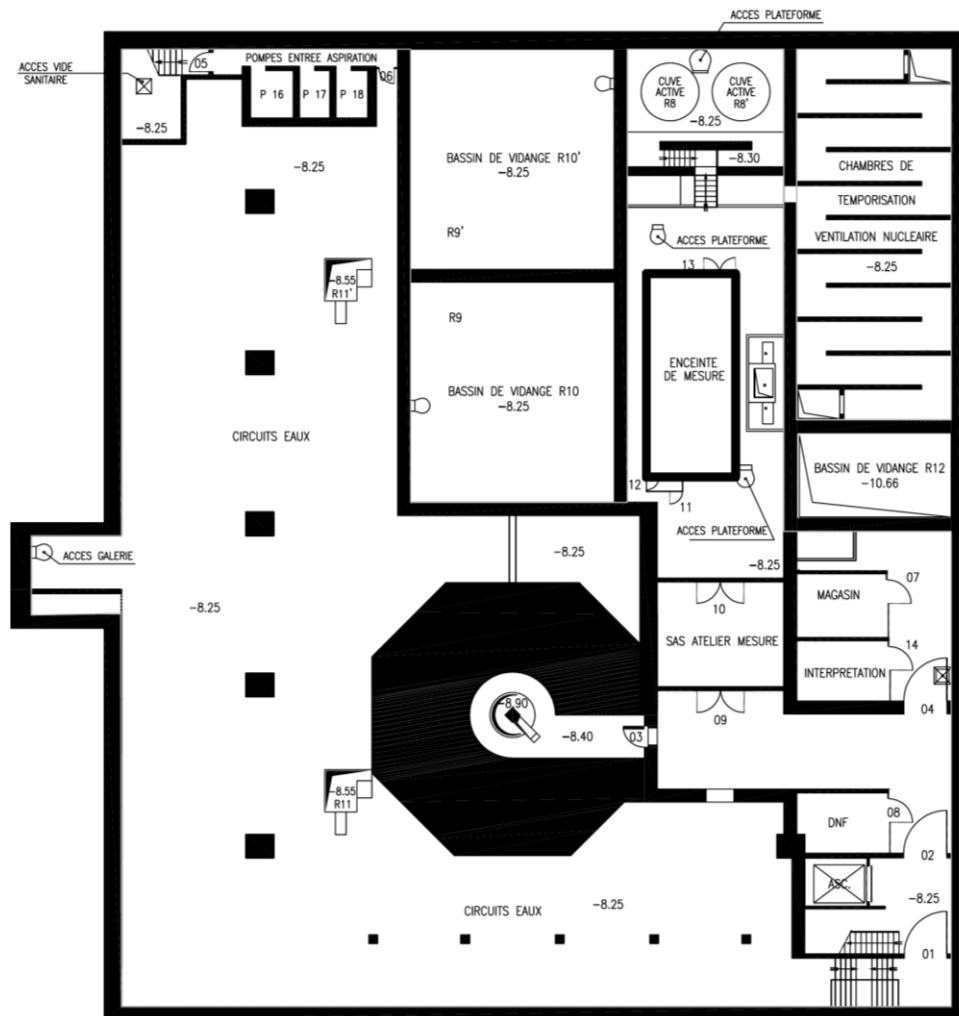 ACCES PLATEFORME
ACCES VIDE
SANITAIRE
05
POMPES ENTREE ASPIRATION
06
P 16
P 17
P 18
-8.25
-8.25
BASSIN DE VIDANGE R10'
-8.25
R9'
CUVE
ACTIVE
R8
CUVE
ACTIVE
R8'
-8.25
-8.30
CHAMBRES DE
TEMPORISATION
VENTILATION NUCLEAIRE
-8.25
ACCES PLATEFORME
13
-8.55
R11'
R9
BASSIN DE VIDANGE R10
-8.25
ENCEINTE
DE MESURE
CIRCUITS EAUX
BASSIN DE VIDANGE R12
-10.66
12
11
ACCES PLATEFORME
-8.25
ACCES GALERIE
-8.25
-8.25
10
SAS ATELIER MESURE
MAGASIN
07
14
INTERPRETATION
04
09
-8.90
-8.40
03
-8.55
R11
DNF
08
02
ASC.
-8.25
CIRCUITS EAUX
-8.25
01